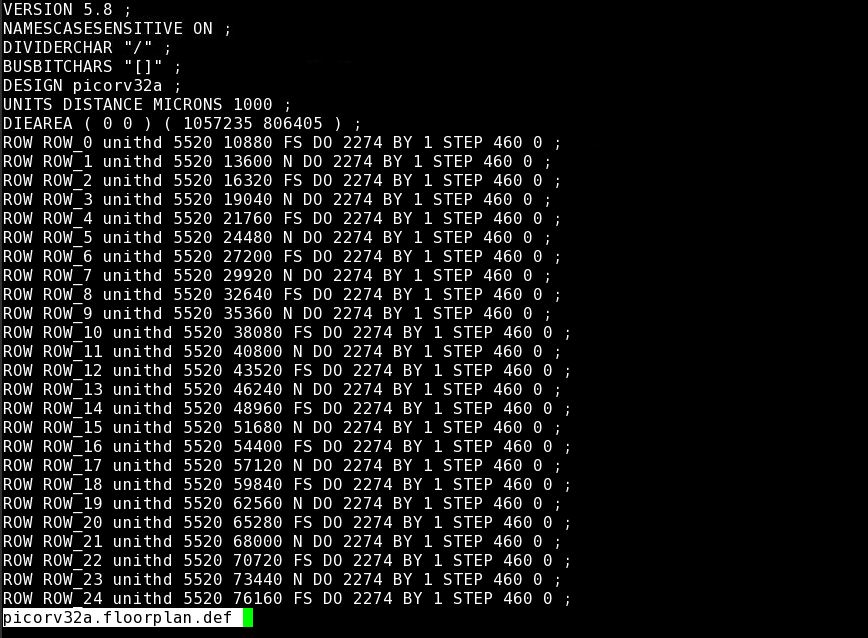 VERSION 5.8 ;
NAMESCASESENSITIVE ON ;
DIVIDERCHAR "/" ;
BUSBITCHARS "[]" ;
DESIGN picorv32a ;
UNITS DISTANCE MICRONS 1000 ;
DIEAREA ( 0 0 ) ( 1057235 806405 ) ;
ROW ROW_0 unithd 5520 10880 FS DO 2274 BY 1 STEP 460 0 ;
ROW ROW_1 unithd 5520 13600 N DO 2274 BY 1 STEP 460 0 ;
ROW ROW_2 unithd 5520 16320 FS DO 2274 BY 1 STEP 460 0 ;
ROW ROW_3 unithd 5520 19040 N DO 2274 BY 1 STEP 460 0 ;
ROW ROW_4 unithd 5520 21760 FS DO 2274 BY 1 STEP 460 0 ;
ROW ROW_5 unithd 5520 24480 N DO 2274 BY 1 STEP 460 0 ;
ROW ROW_6 unithd 5520 27200 FS DO 2274 BY 1 STEP 460 0 ;
ROW ROW_7 unithd 5520 29920 N DO 2274 BY 1 STEP 460 0 ;
ROW ROW_8 unithd 5520 32640 FS DO 2274 BY 1 STEP 460 0 ;
ROW ROW_9 unithd 5520 35360 N DO 2274 BY 1 STEP 460 0 ;
ROW ROW_10 unithd 5520 38080 FS DO 2274 BY 1 STEP 460 0 ;
ROW ROW_11 unithd 5520 40800 N DO 2274 BY 1 STEP 460 0 ;
ROW ROW_12 unithd 5520 43520 FS DO 2274 BY 1 STEP 460 0 ;
ROW ROW_13 unithd 5520 46240 N DO 2274 BY 1 STEP 460 0 ;
ROW ROW_14 unithd 5520 48960 FS DO 2274 BY 1 STEP 460 0 ;
ROW ROW_15 unithd 5520 51680 N DO 2274 BY 1 STEP 460 0 ;
ROW ROW_16 unithd 5520 54400 FS DO 2274 BY 1 STEP 460 0 ;
ROW ROW_17 unithd 5520 57120 N DO 2274 BY 1 STEP 460 0 ;
ROW ROW_18 unithd 5520 59840 FS DO 2274 BY 1 STEP 460 0 ;
ROW ROW_19 unithd 5520 62560 N DO 2274 BY 1 STEP 460 0 ;
ROW ROW_20 unithd 5520 65280 FS DO 2274 BY 1 STEP 460 0 ;
ROW ROW_21 unithd 5520 68000 N DO 2274 BY 1 STEP 460 0 ;
ROW ROW_22 unithd 5520 70720 FS DO 2274 BY 1 STEP 460 0 ;
ROW ROW_23 unithd 5520 73440 N DO 2274 BY 1 STEP 460 0 ;
ROW ROW_24 unithd 5520 76160 FS DO 2274 BY 1 STEP 460 0 ;
picorv32a.floorplan.def